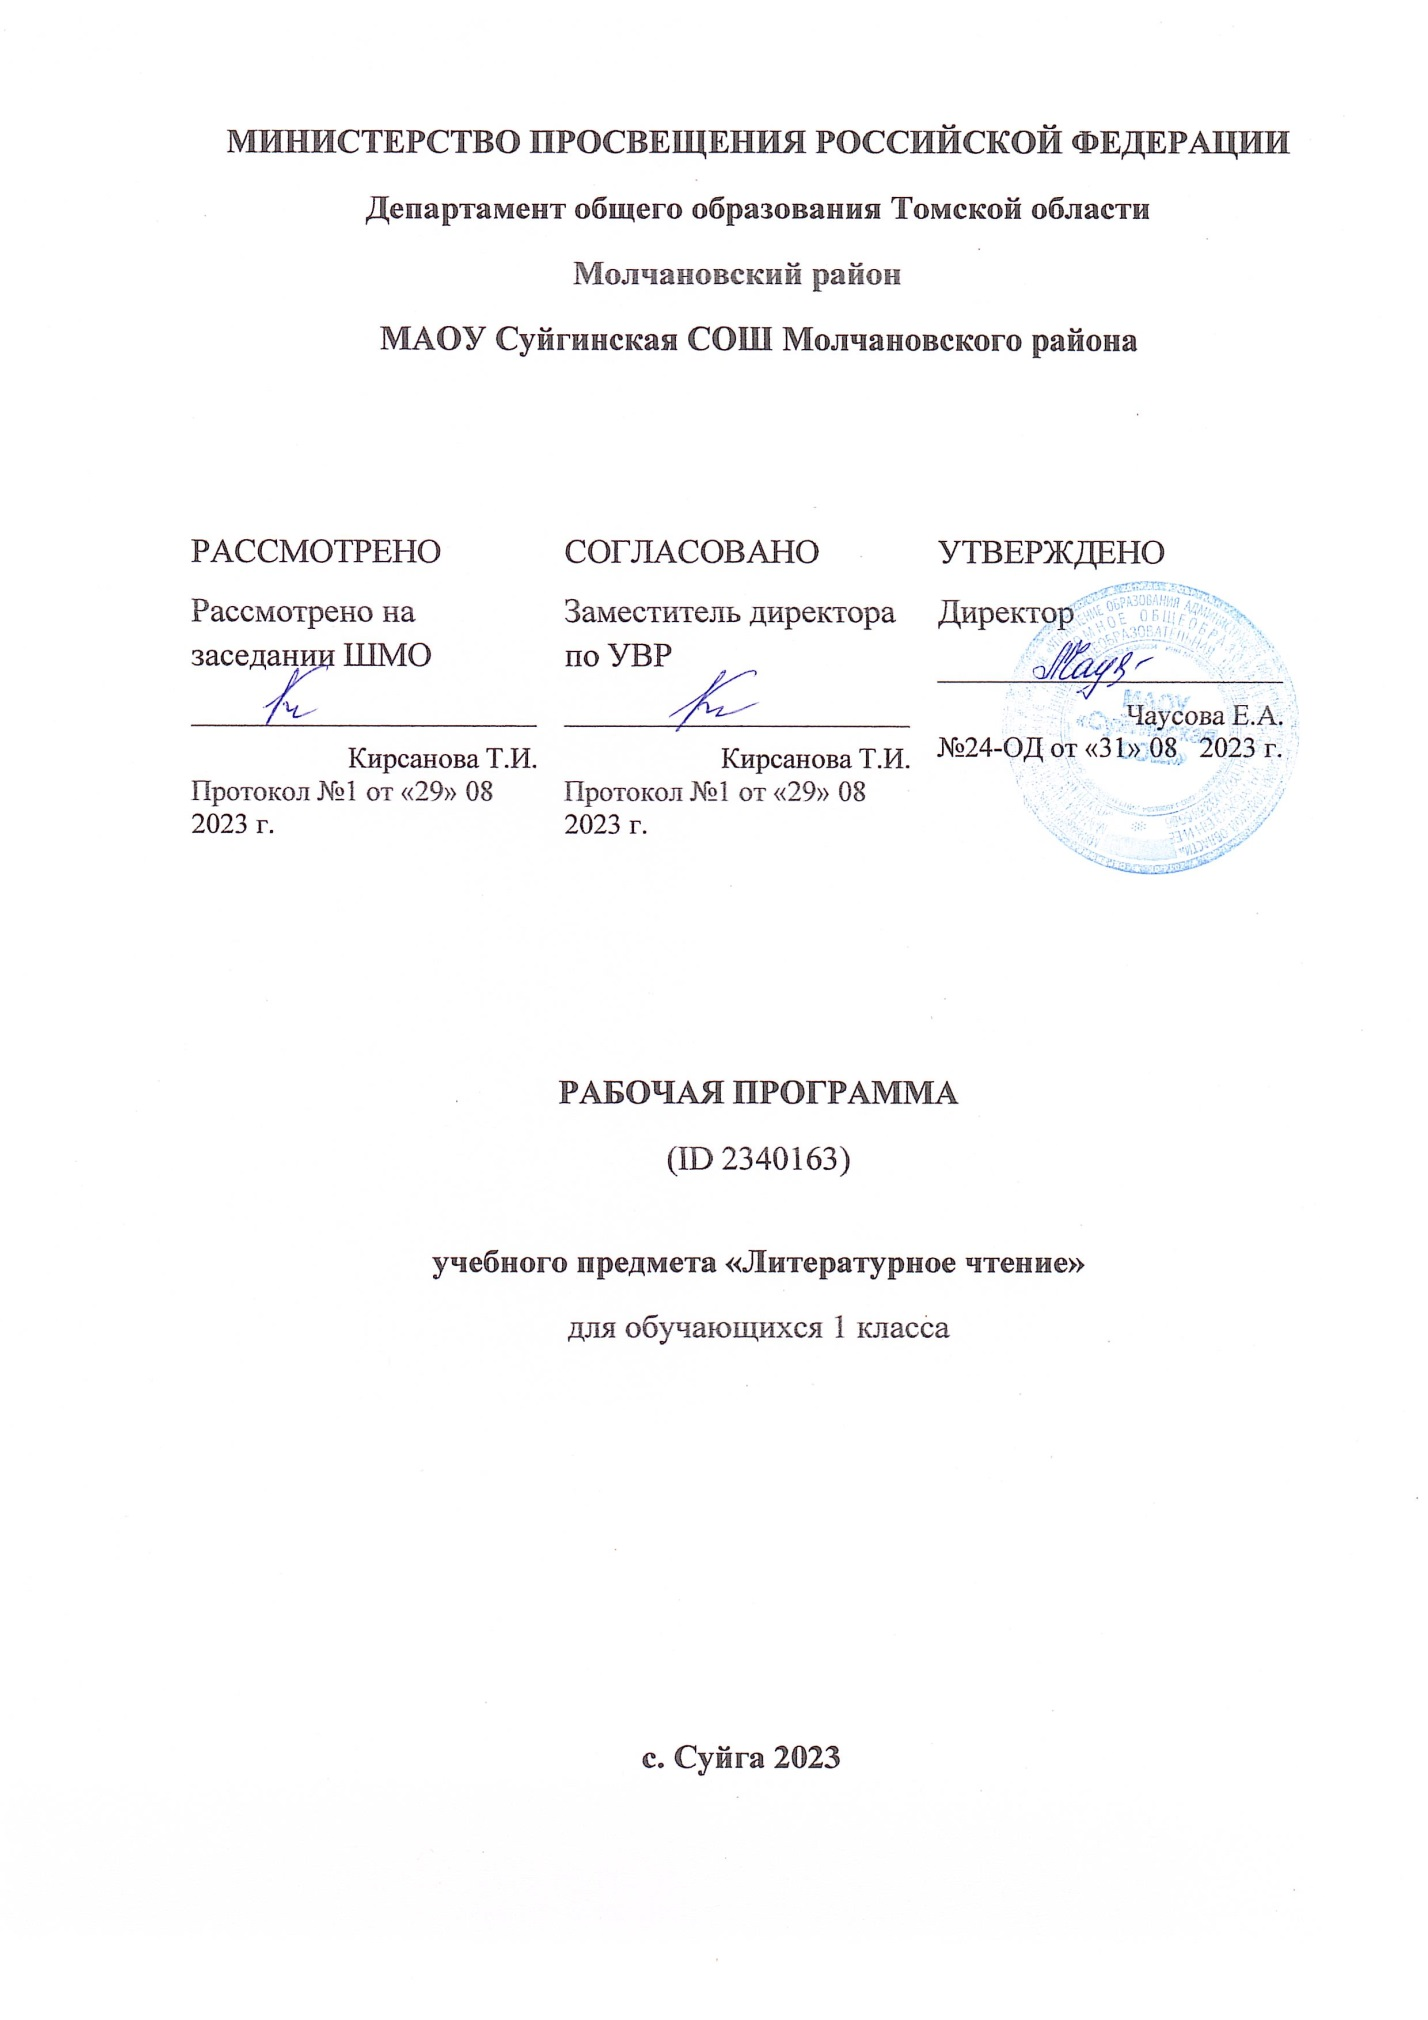 МИНИСТЕРСТВО ПРОСВЕЩЕНИЯ РОССИЙСКОЙ ФЕДЕРАЦИИ
Департамент общего образования Томской области
Молчановский район
МАОУ Суйгинская СОШ Молчановского района
РАССМОТРЕНО
Рассмотрено на
заседании ШМО
Кирсанова Т.И.
Протокол №1 от «29» 08
2023 г.
СОГЛАСОВАНО
Заместитель директора
по УВР
Кирсанова Т.И.
Протокол №1 от «29» 08
2023 г.
УТВЕРЖДЕНО
Директор
Чаусова Е.А.
№24-ОД от «31» 08 2023 г.
МАОУ
«Суйгинская
СОШ»
РАБОЧАЯ ПРОГРАММА
(ID 2340163)
учебного предмета «Литературное чтение»
для обучающихся 1 класса
с. Суйга 2023